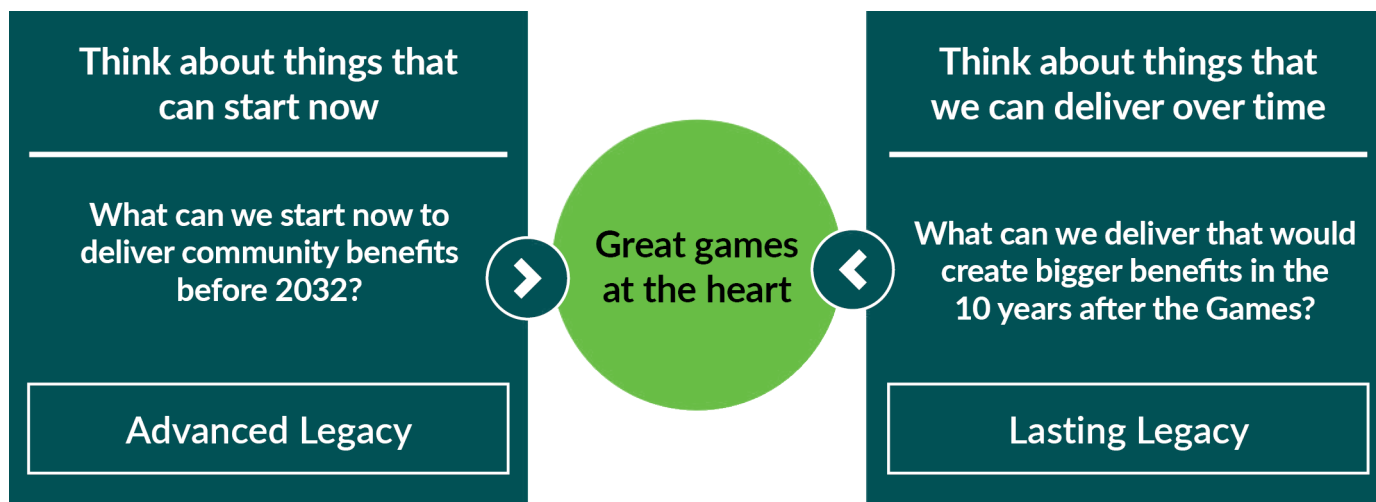 Think about things that
can start now
What can we start now to
deliver community benefits
before 2032?
Advanced Legacy
Great games
at the heart
Think about things that
we can deliver over time
What can we deliver that would
create bigger benefits in the
10 years after the Games?
Lasting Legacy